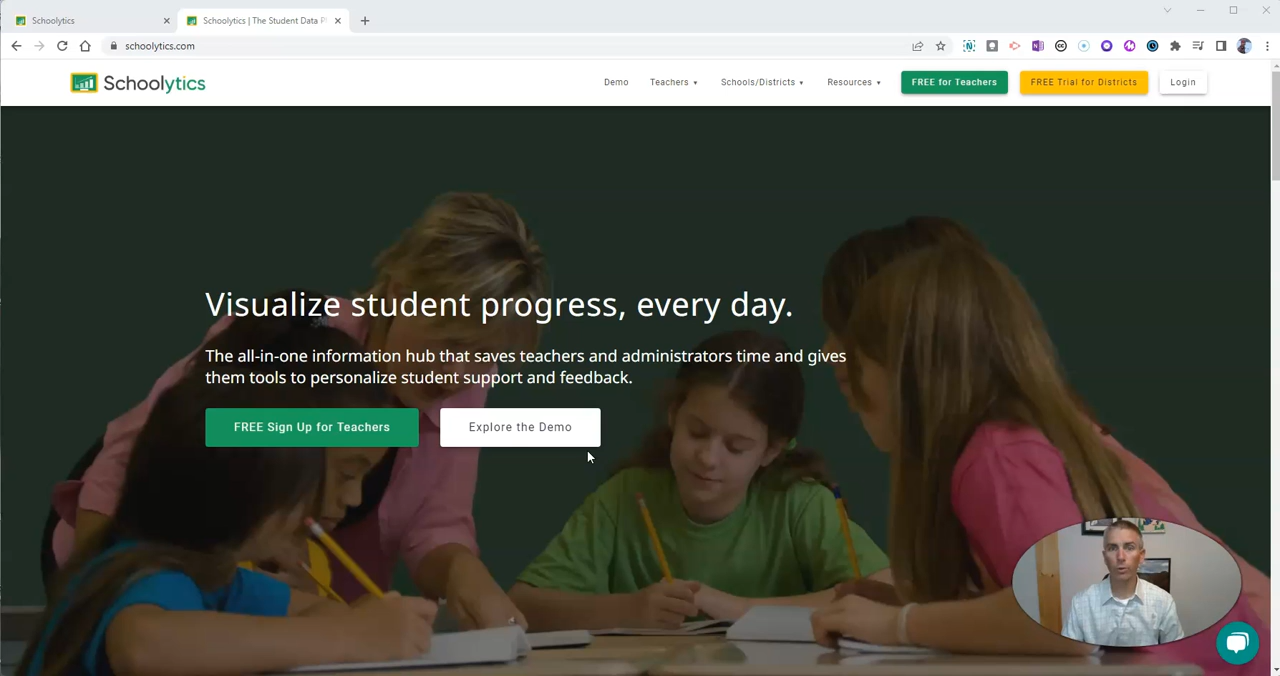 Schoolytics
Schoolytics | The Student Data P
schoolytics.com
Schoolytics
Demo
Teachers
Schools/Districts
Resources
FREE for Teachers
FREE Trial for Districts
Login
Visualize student progress, every day.
The all-in-one information hub that saves teachers and administrators time and gives
them tools to personalize student support and feedback.
FREE Sign Up for Teachers
Explore the Demo